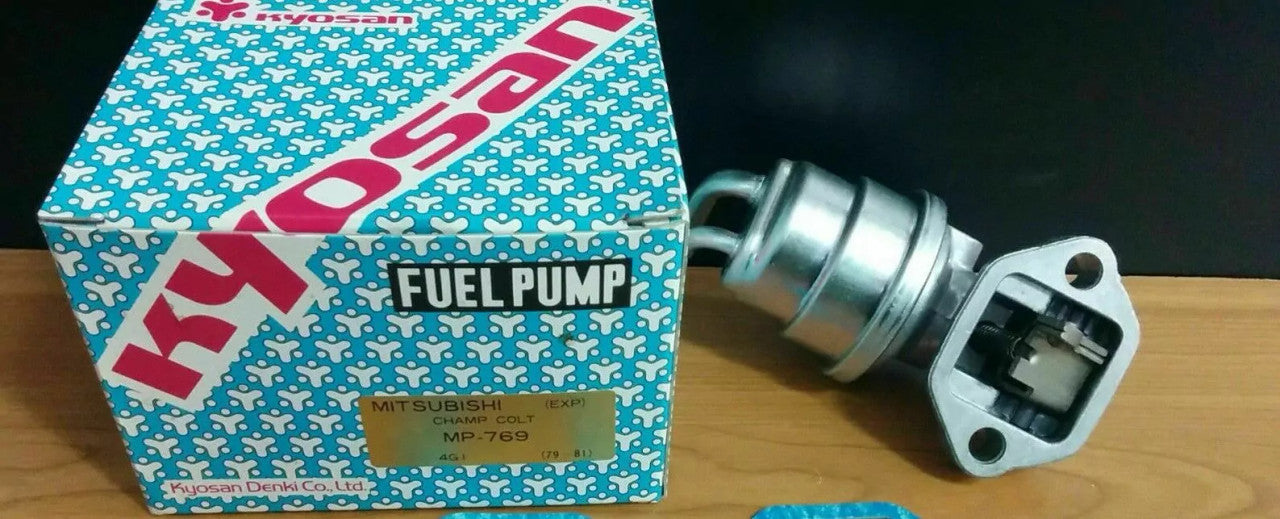 Kyosan
Kyosan
FUEL PUMP
MITSUBISHI (EXP)
CHAMP COLT
MP-769
4G1 (79 - 81)
Kyosan Denki Co., Ltd.